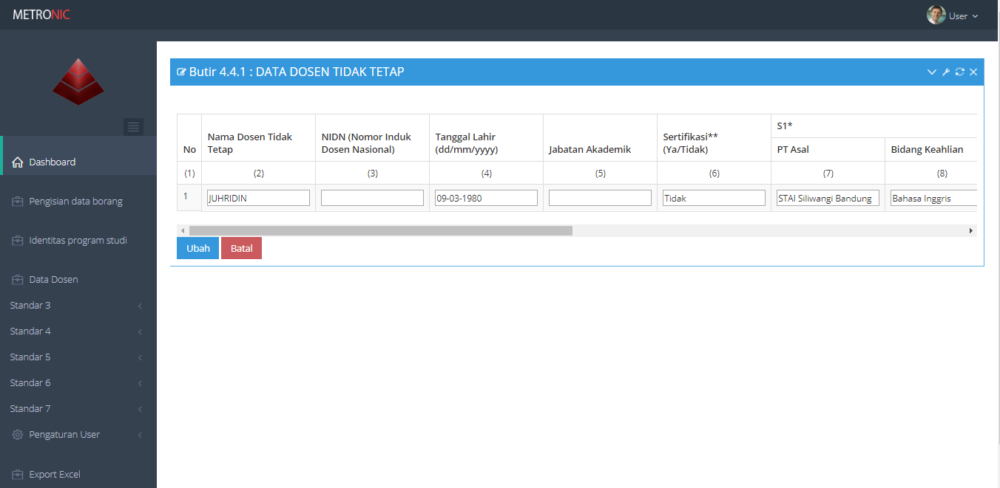 METRONIC
User
Dashboard
Pengisian data borang
Identitas program studi
Data Dosen
Standar 3
Standar 4
Standar 5
Standar 6
Standar 7
Pengaturan User
Export Excel
Butir 4.4.1 : DATA DOSEN TIDAK TETAP
No
Nama Dosen Tidak
Tetap
NIDN (Nomor Induk
Dosen Nasional)
Tanggal Lahir
(dd/mm/yyyy)
Jabatan Akademik
Sertifikasi**
(Ya/Tidak)
S1*
PT Asal
Bidang Keahlian
(1)
(2)
(3)
(4)
(5)
(6)
(7)
(8)
1
JUHRIDIN
09-03-1980
Tidak
STAI Siliwangi Bandung
Bahasa Inggris
Ubah
Batal